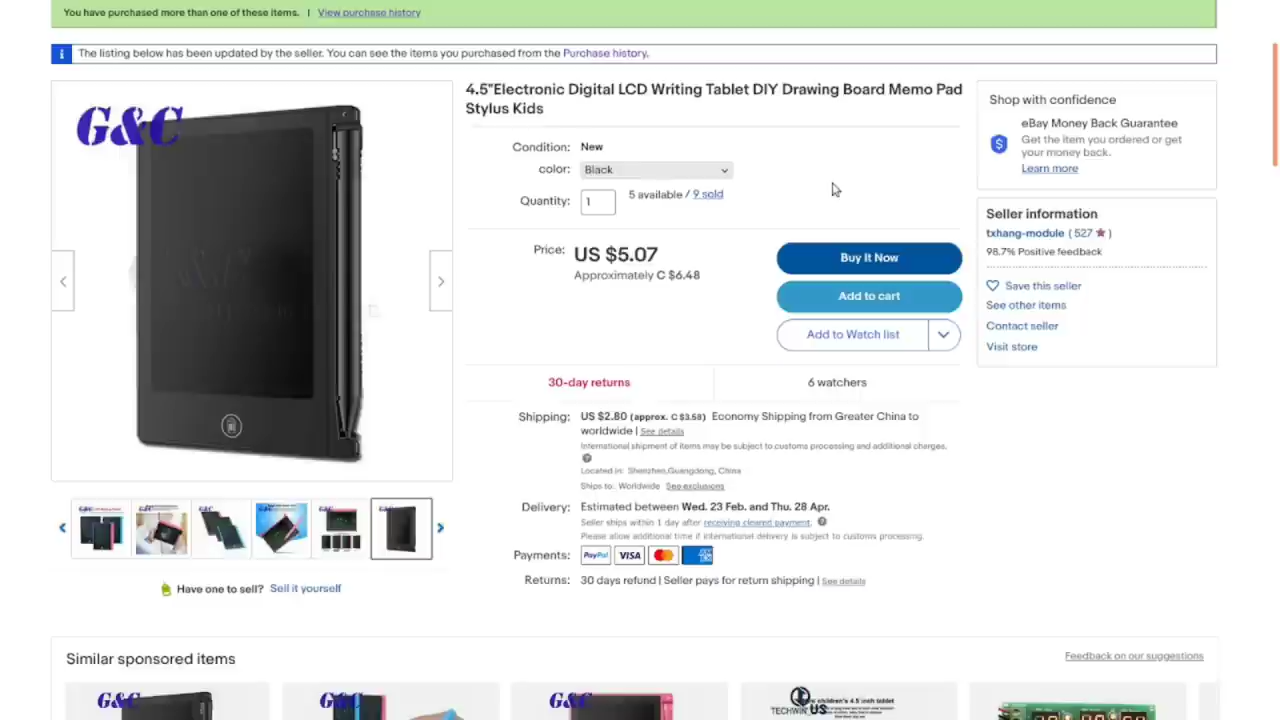 You have purchased more than one of these items. | View purchase history
i The listing below has been updated by the seller. You can see the items you purchased from the Purchase history.
G&C
4.5"Electronic Digital LCD Writing Tablet DIY Drawing Board Memo Pad
Stylus Kids
Condition: New
color: Black
Quantity: 1 5 available / 9 sold
Price: US $5.07
Approximately C $6.48
Buy It Now
Add to cart
Add to Watch list
30-day returns
6 watchers
Shipping: US $2.80 (approx. C $3.58) Economy Shipping from Greater China to
worldwide | See details
International shipment of items may be subject to customs processing and additional charges.
Located in: Shenzhen,Guangdong, China
Ships to: Worldwide See exclusions
Delivery: Estimated between Wed. 23 Feb. and Thu. 28 Apr.
Seller ships within 1 day after receiving cleared payment.
Please allow additional time if international delivery is subject to customs processing.
Payments: PayPal VISA
Returns: 30 days refund | Seller pays for return shipping | See details
Shop with confidence
eBay Money Back Guarantee
Get the item you ordered or get
your money back.
Learn more
Seller information
txhang-module ( 527 )
98.7% Positive feedback
Save this seller
See other items
Contact seller
Visit store
Have one to sell? Sell it yourself
Similar sponsored items
Feedback on our suggestions
G&C
G&C
G&C
TECHWIN US
children's 4.5 inch tablet